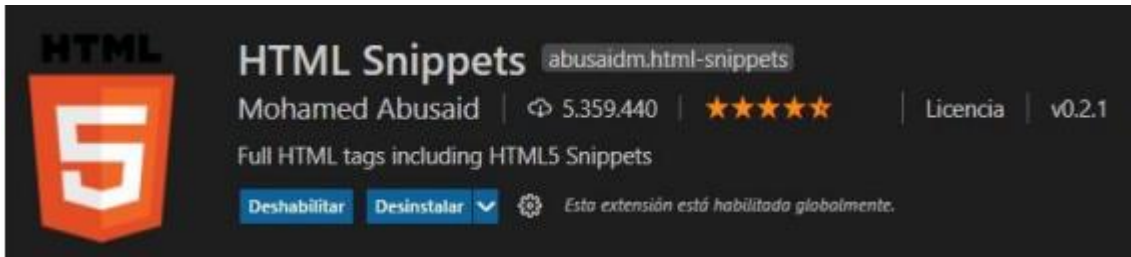 HTML
5
HTML Snippets abusaidm.html-snippets
Mohamed Abusaid | 5.359.440 | Licencia | v0.2.1
Full HTML tags including HTML5 Snippets
Deshabilitar Desinstalar Esta extensión está habilitada globalmente.